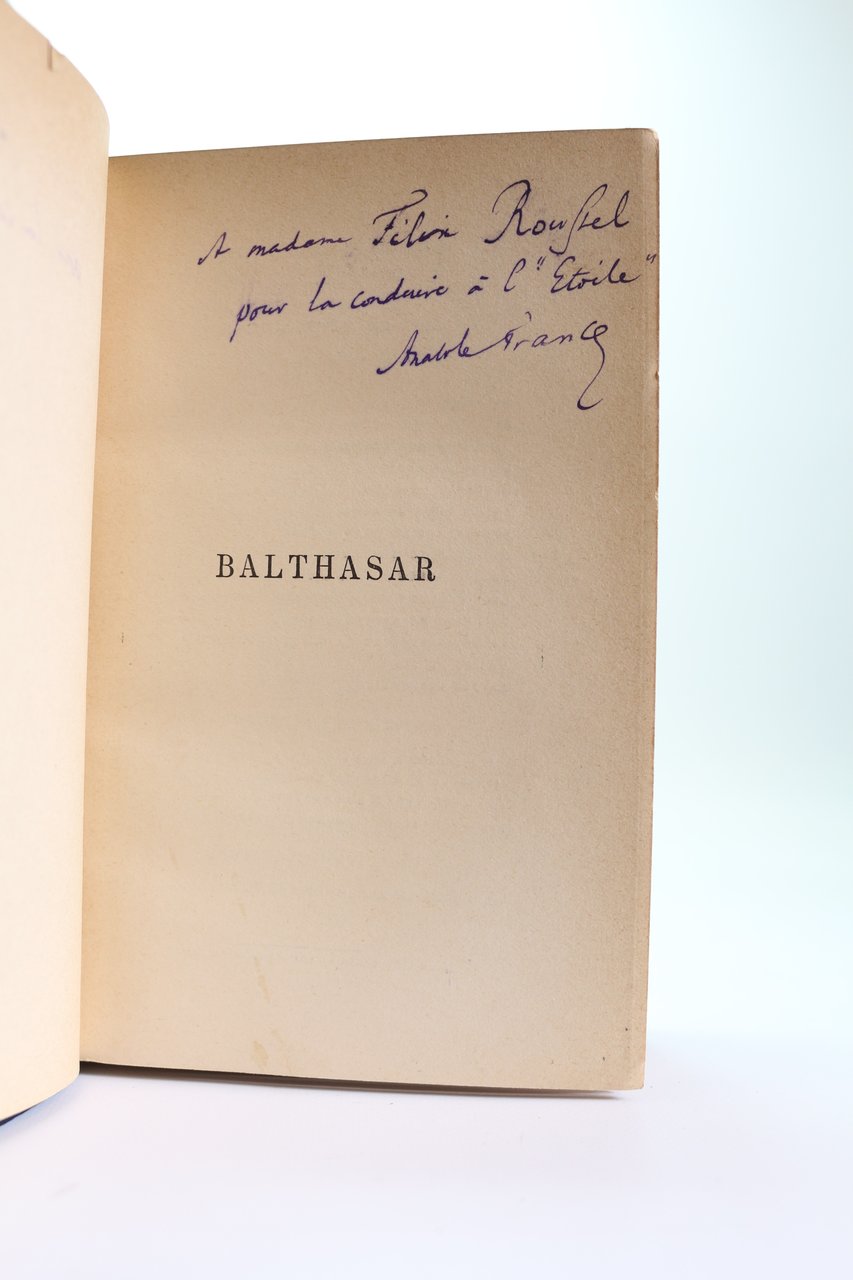 A madame Félix Roussel
pour la conduire à l'"Etoile"
Anatole France
BALTHASAR